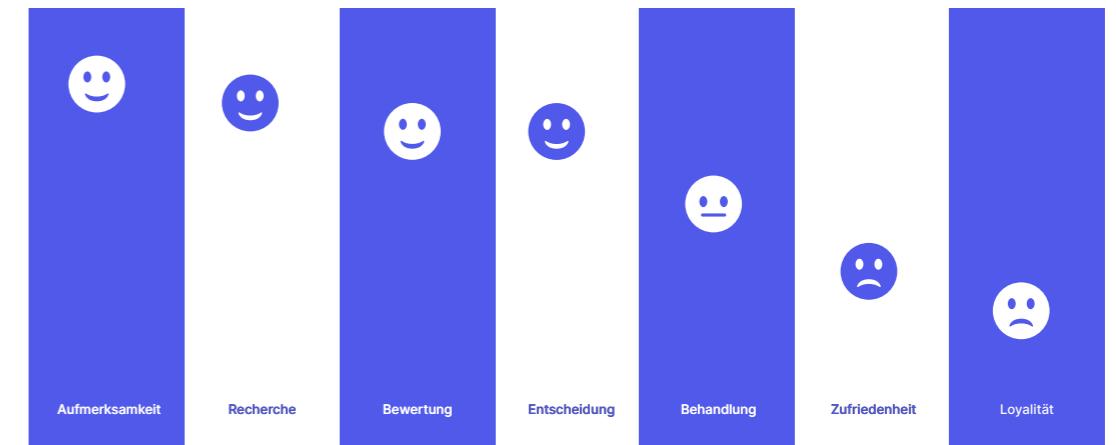 Aufmerksamkeit
Recherche
Bewertung
Entscheidung
Behandlung
Zufriedenheit
Loyalität